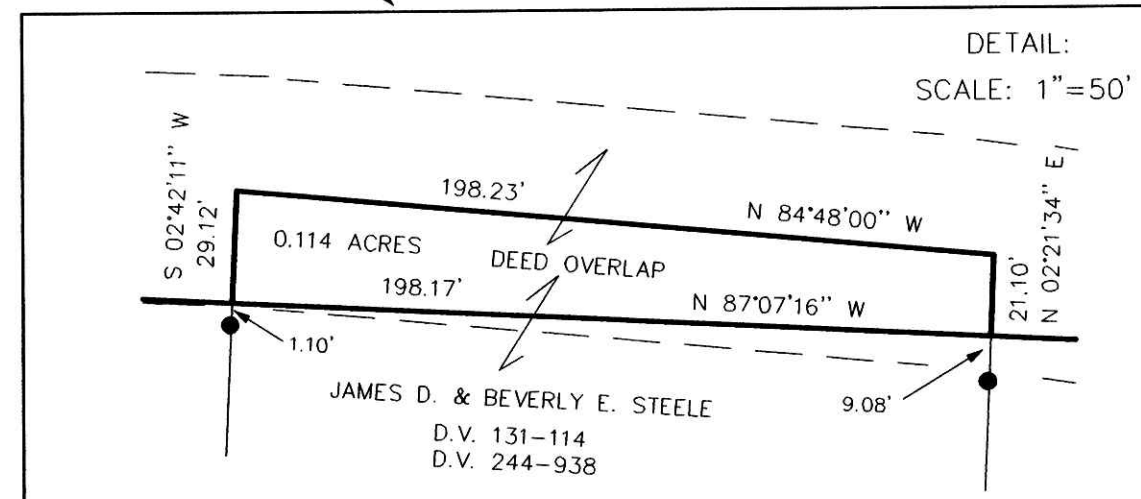 DETAIL:
SCALE: 1"=50'
S 02°42'11" W
29.12'
198.23'
N 84°48'00" W
0.114 ACRES
DEED OVERLAP
21.10'
N 02°21'34" E
198.17'
N 87°07'16" W
1.10'
9.08'
JAMES D. & BEVERLY E. STEELE
D.V. 131-114
D.V. 244-938